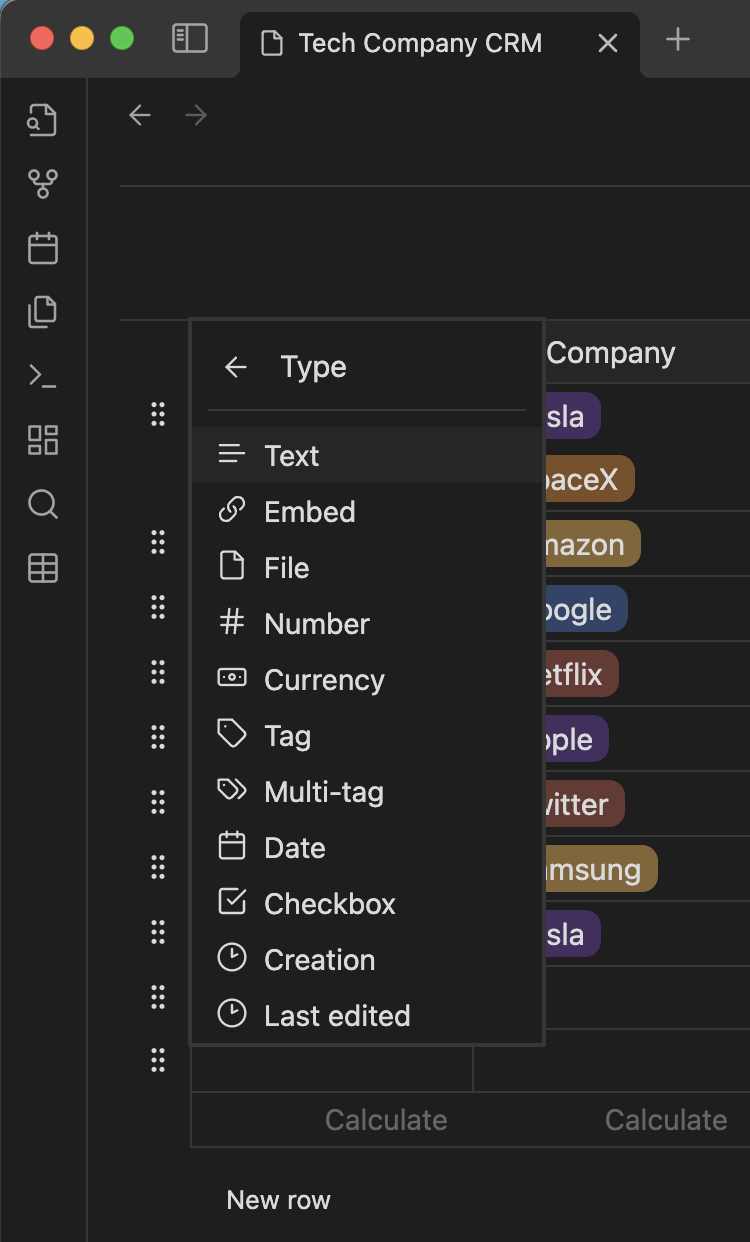 Tech Company CRM
Type
Company
Text
Embed
File
Number
Currency
Tag
Multi-tag
Date
Checkbox
Creation
Last edited
sla
paceX
mazon
oogle
etflix
pple
witter
msung
sla
Calculate
Calculate
New row